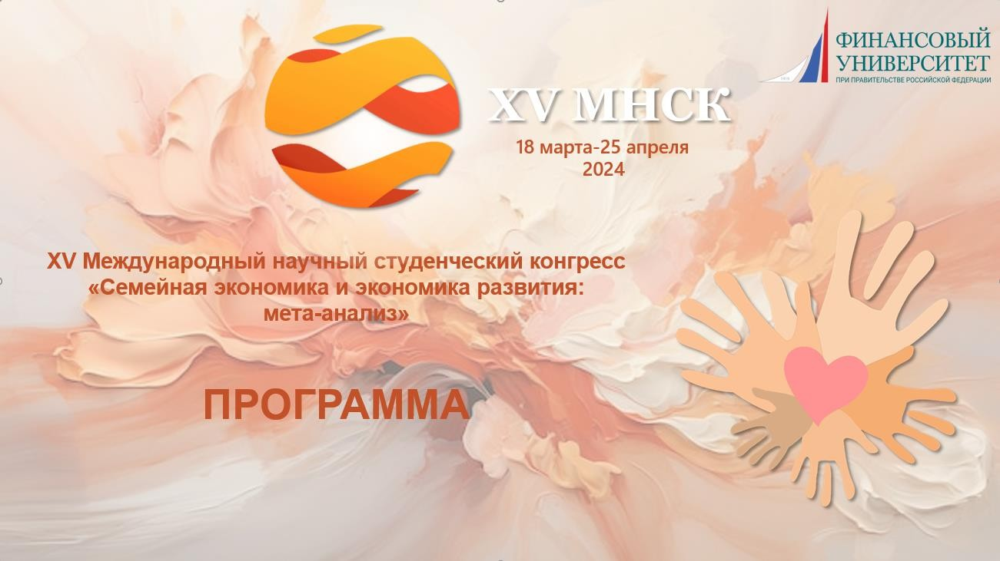 ФИНАНСОВЫЙ
УНИВЕРСИТЕТ
ПРИ ПРАВИТЕЛЬСТВЕ РОССИЙСКОЙ ФЕДЕРАЦИИ
XV МНСК
18 марта-25 апреля
2024
XV Международный научный студенческий конгресс
«Семейная экономика и экономика развития:
мета-анализ»
ПРОГРАММА